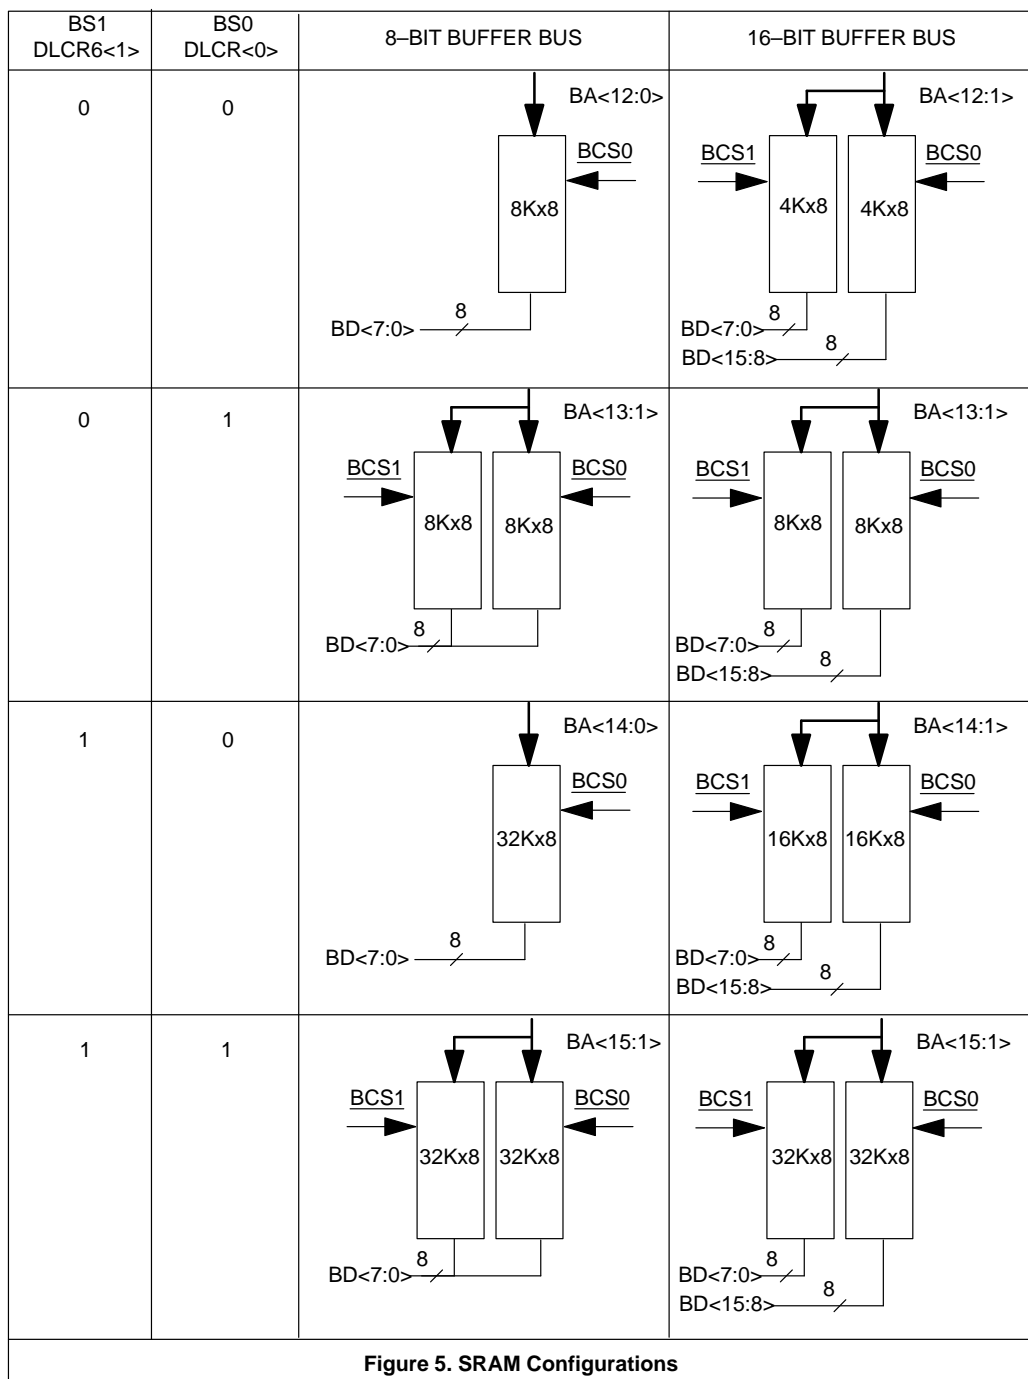 BS1 BS0 8–BIT BUFFER BUS 16–BIT BUFFER BUS
DLCR6<1> DLCR<0>
0 0 BA<12:0> BA<12:1>
BCS0 BCS1 BCS0
8Kx8 4Kx8 4Kx8
8 8
BD<7:0> BD<7:0>
8
BD<15:8>
0 1 BA<13:1> BA<13:1>
BCS1 BCS0 BCS1 BCS0
8Kx8 8Kx8 8Kx8 8Kx8
8 8
BD<7:0> BD<7:0>
8
BD<15:8>
1 0 BA<14:0> BA<14:1>
BCS0 BCS1 BCS0
32Kx8 16Kx8 16Kx8
8 8
BD<7:0> BD<7:0>
8
BD<15:8>
1 1 BA<15:1> BA<15:1>
BCS1 BCS0 BCS1 BCS0
32Kx8 32Kx8 32Kx8 32Kx8
8 8
BD<7:0> BD<7:0>
8
BD<15:8>
Figure 5. SRAM Configurations